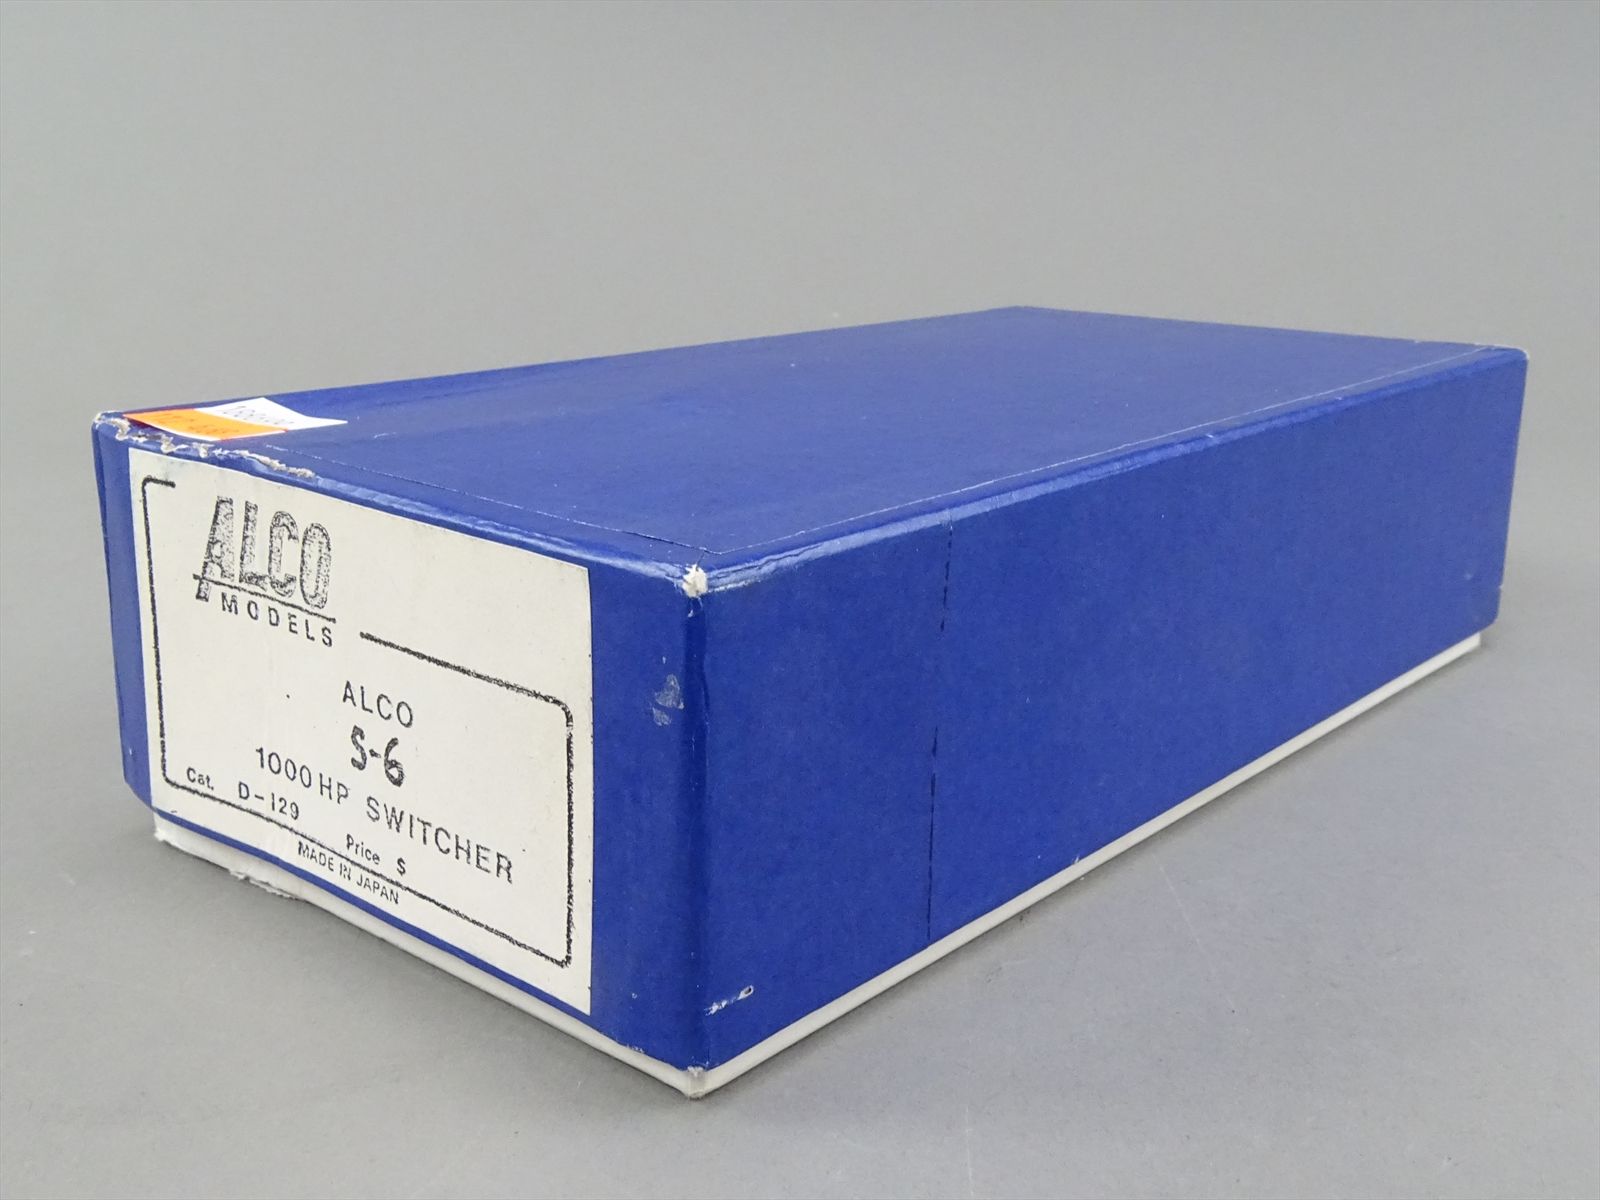 ALCO
MODELS
ALCO
S-6
1000 HP SWITCHER
Cat. D-129 Price $
MADE IN JAPAN